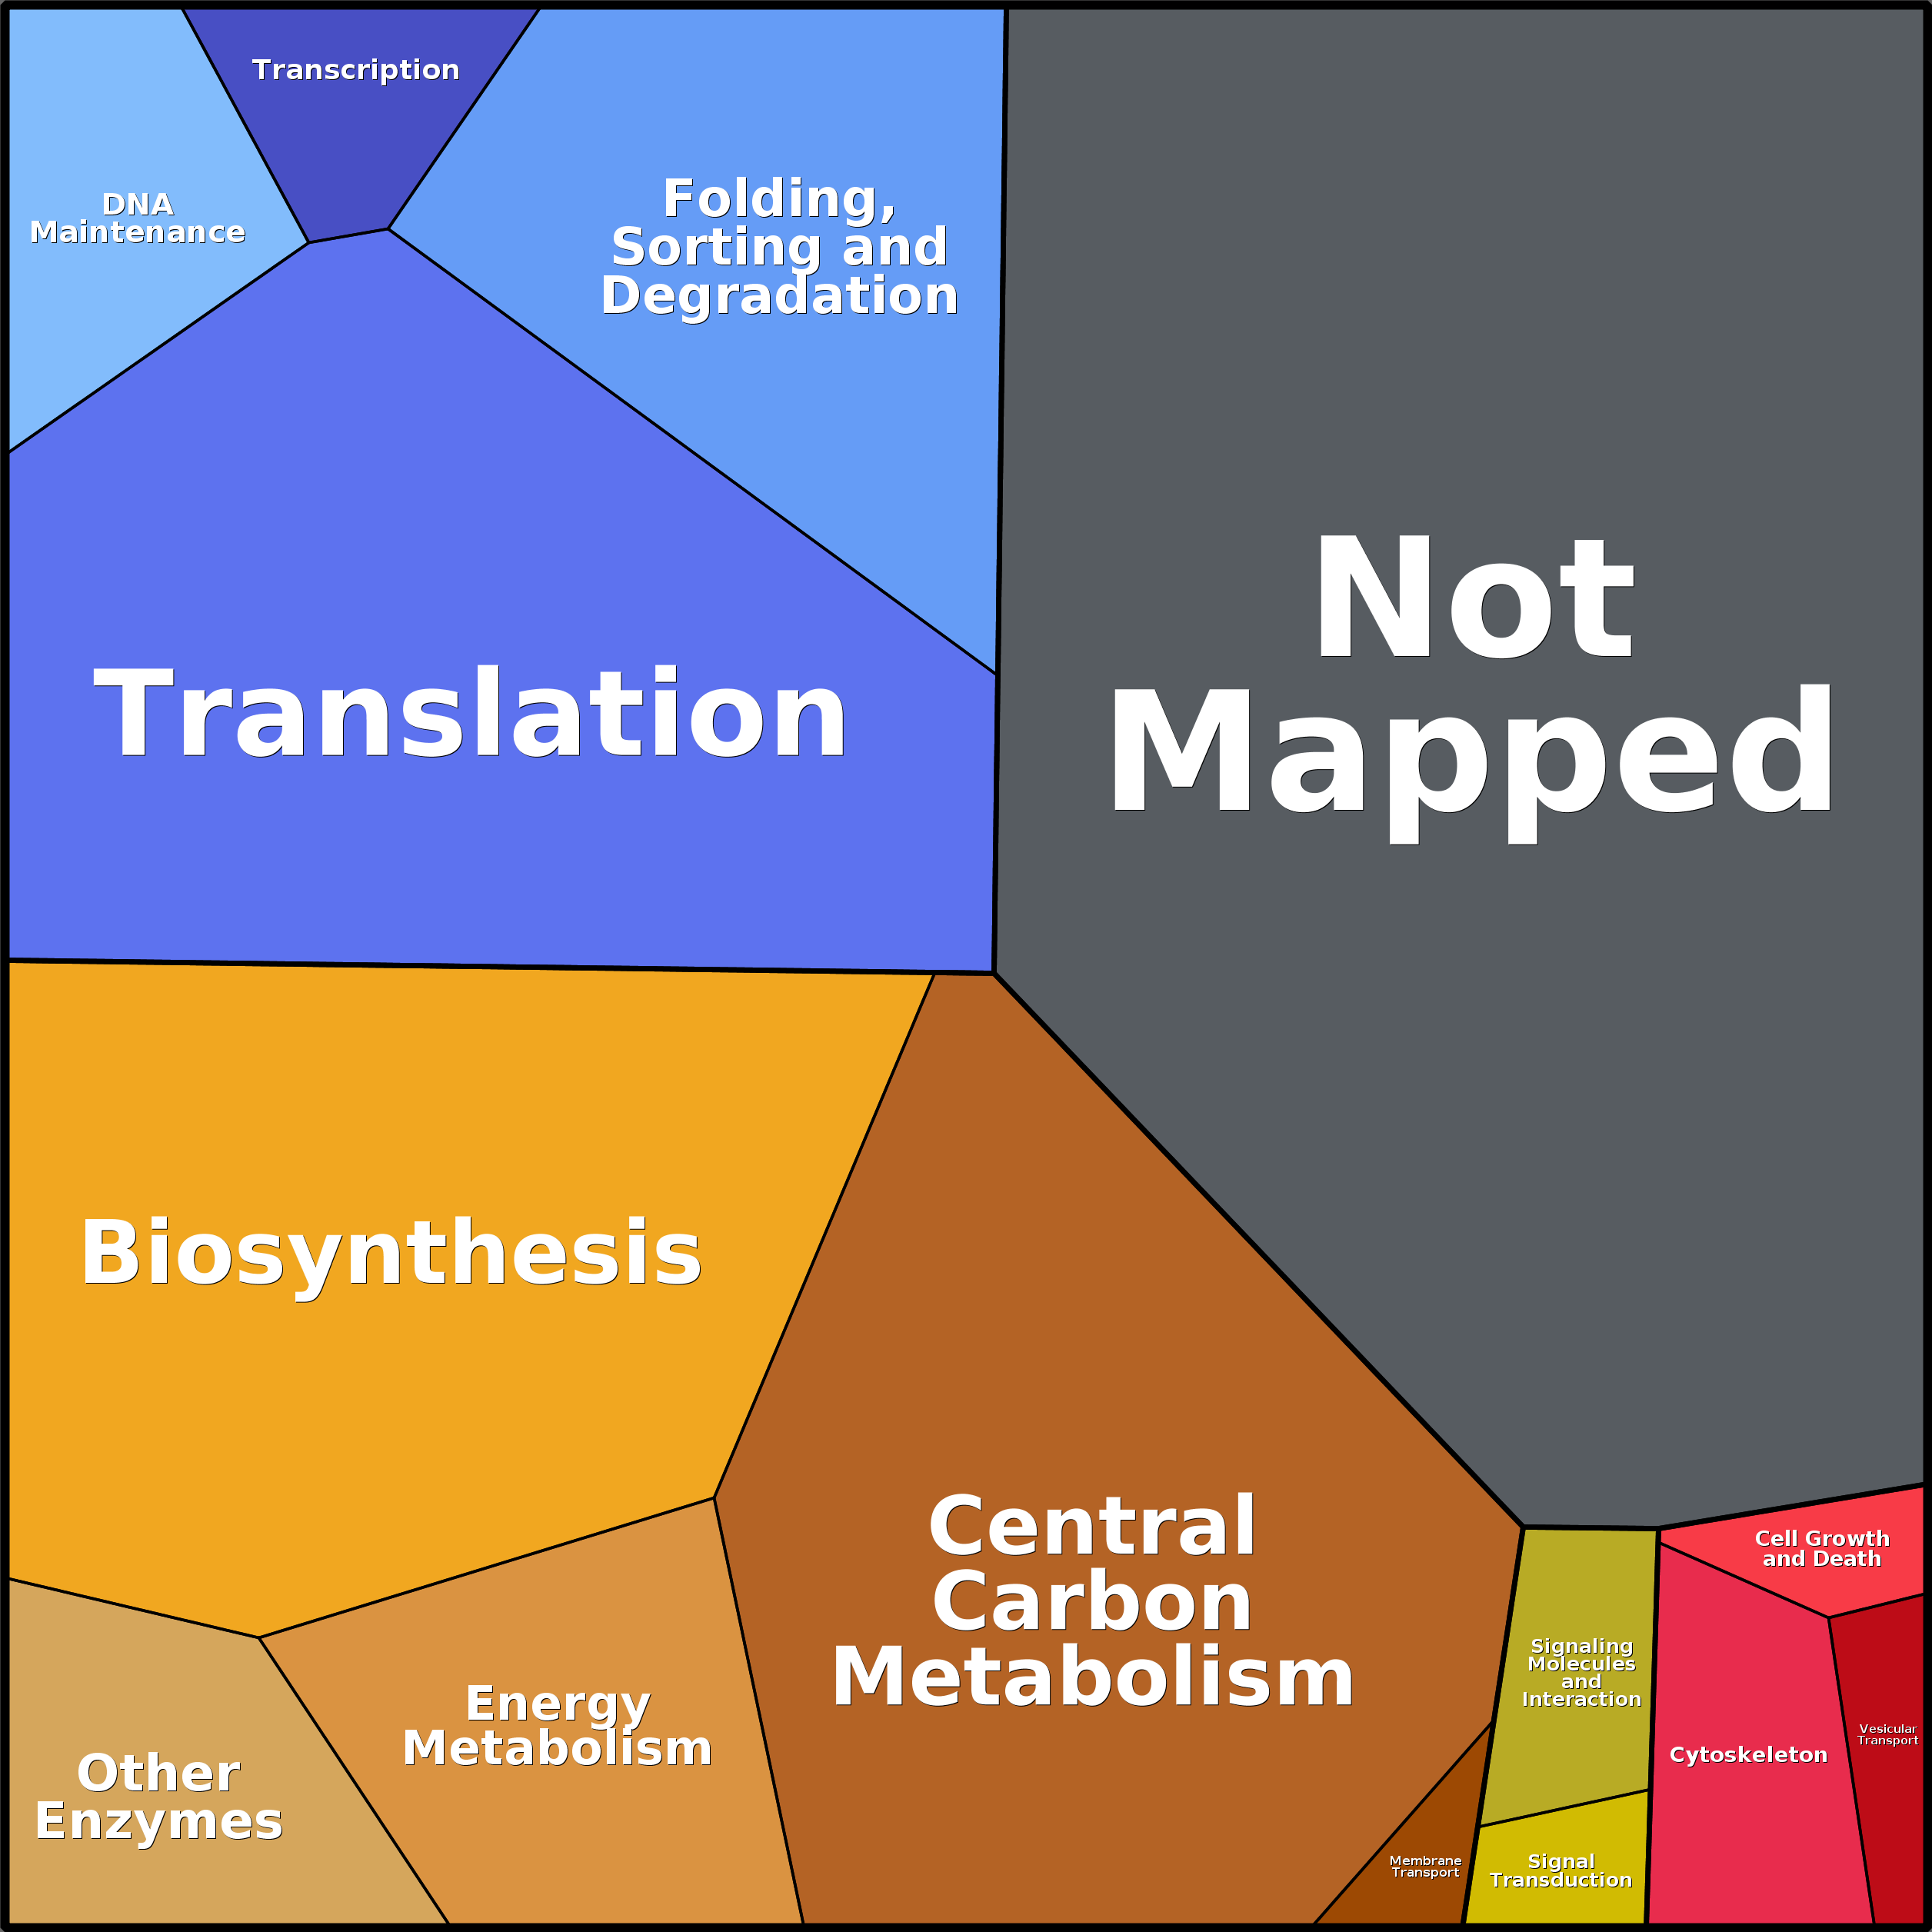 Transcription
DNA
Maintenance
Folding,
Sorting and
Degradation
Not
Mapped
Translation
Biosynthesis
Central
Carbon
Metabolism
Energy
Metabolism
Other
Enzymes
Membrane
Transport
Signaling
Molecules
and
Interaction
Signal
Transduction
Cell Growth
and Death
Cytoskeleton
Vesicular
Transport